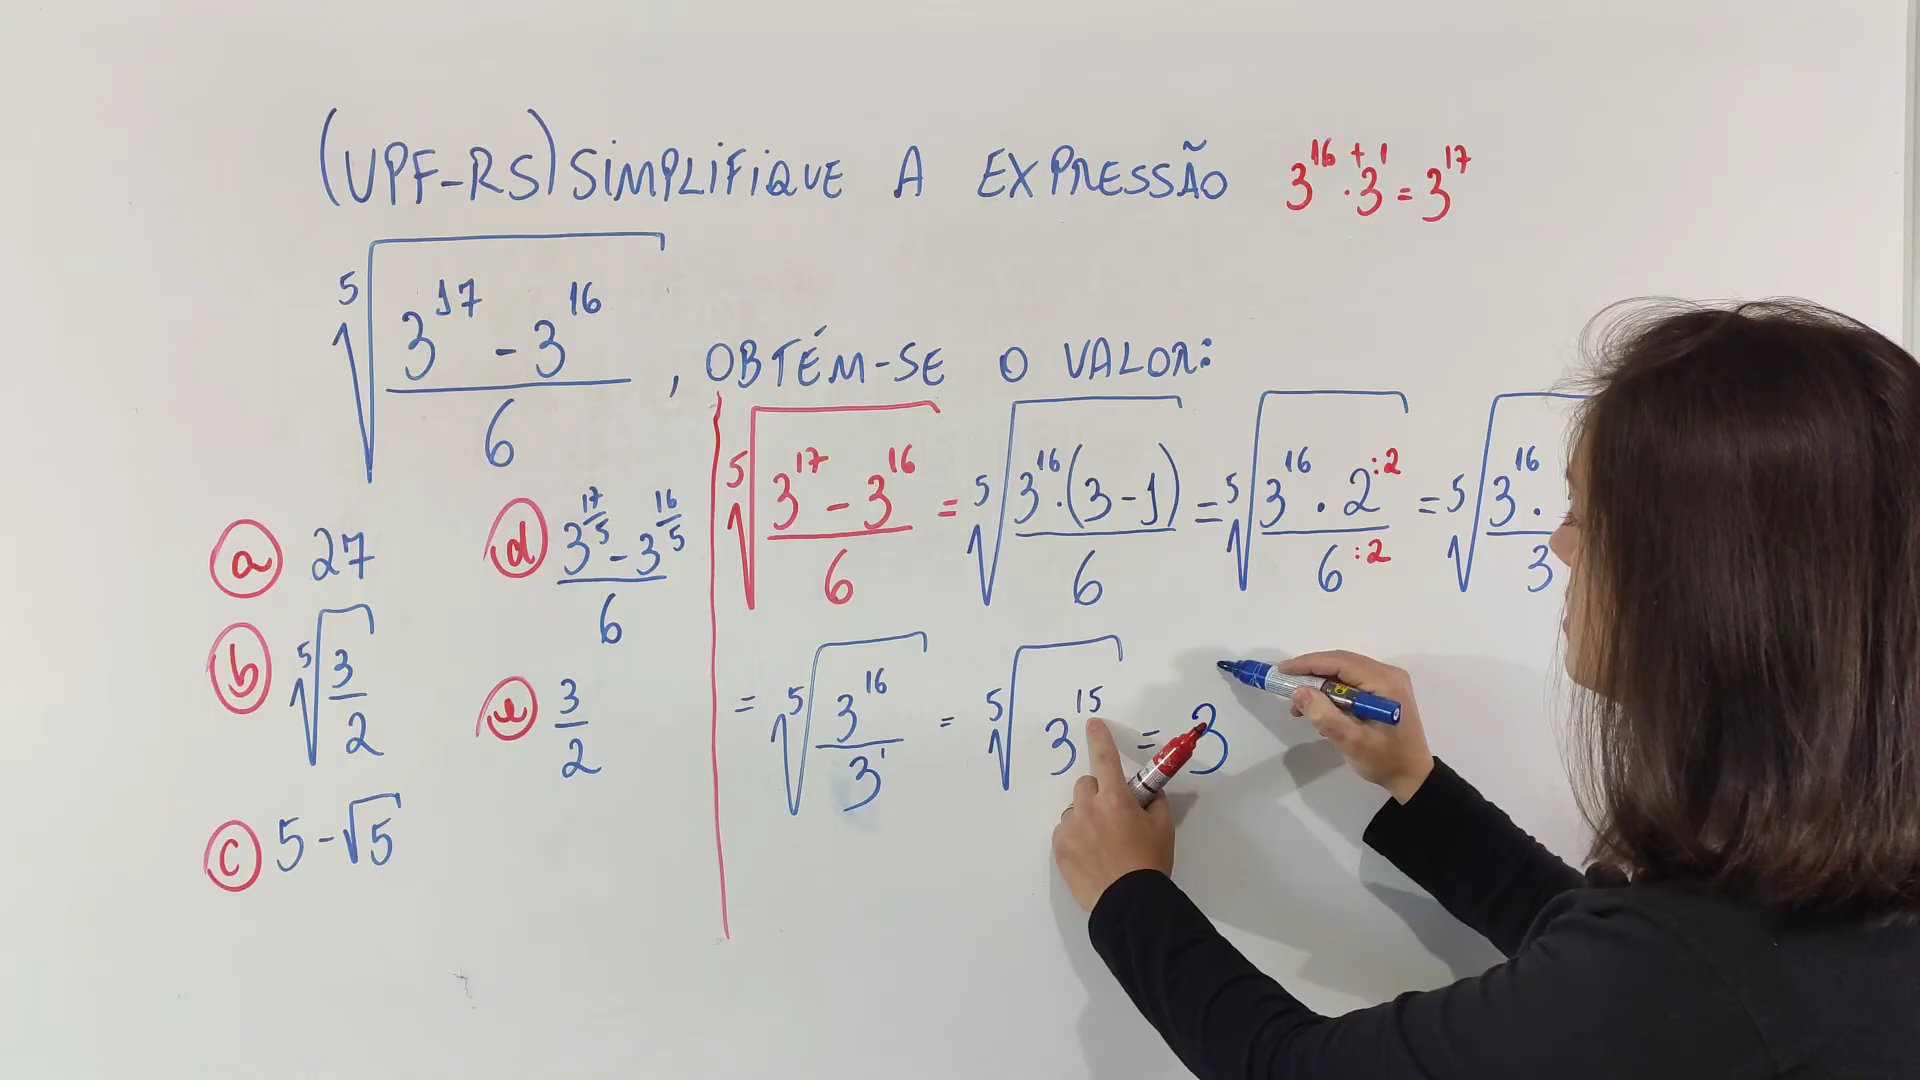 (UPF-RS) SIMPLIFIQUE A EXPRESSÃO 3^16 · 3^1 = 3^17
+
⁵√((3^17 - 3^16)/6) , OBTÉM-SE O VALOR:
a 27
b ⁵√(3/2)
c 5-√5
d (3^(17/5) - 3^(16/5))/6
e 3/2
⁵√((3^17 - 3^16)/6) = ⁵√((3^16 · (3-1))/6) = ⁵√((3^16 · 2 :2)/(6 :2)) = ⁵√((3^16 ·)/3)
= ⁵√(3^16/3^1) = ⁵√(3^15) = 3